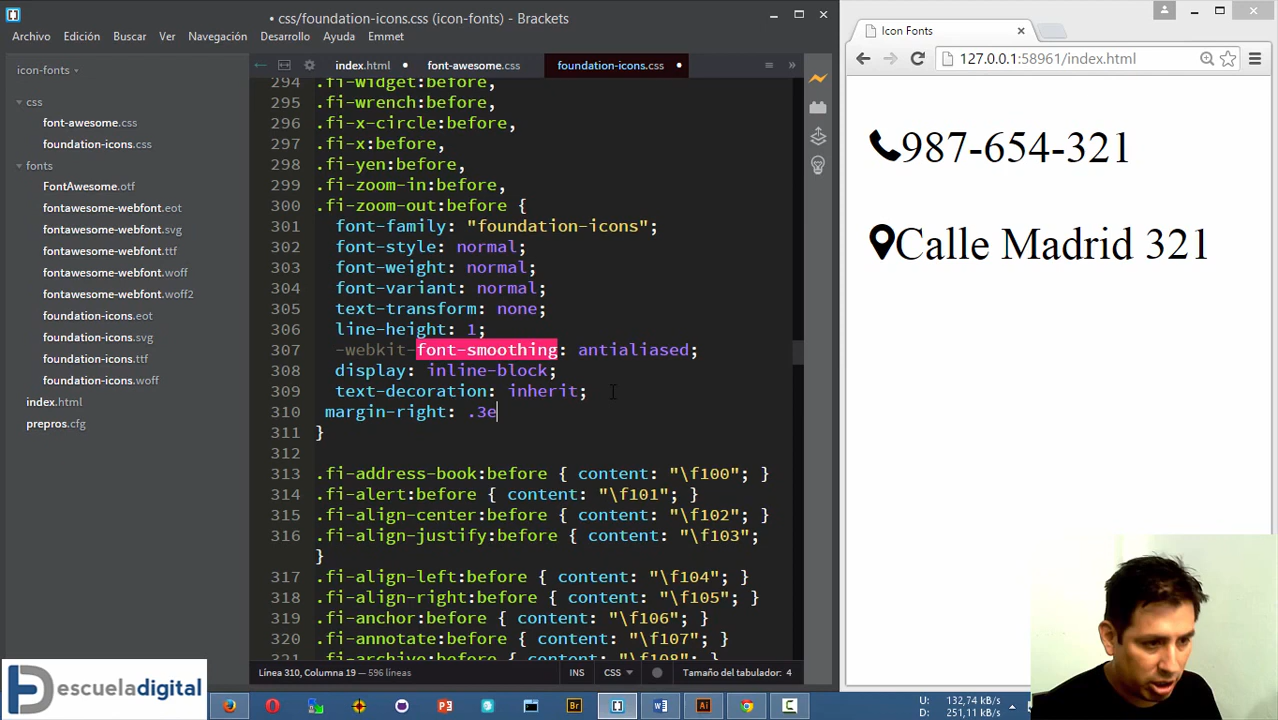 css/foundation-icons.css (icon-fonts) - Brackets
Archivo Edición Buscar Ver Navegación Desarrollo Ayuda Emmet
icon-fonts
css
font-awesome.css
foundation-icons.css
fonts
FontAwesome.otf
fontawesome-webfont.eot
fontawesome-webfont.svg
fontawesome-webfont.ttf
fontawesome-webfont.woff
fontawesome-webfont.woff2
foundation-icons.eot
foundation-icons.svg
foundation-icons.ttf
foundation-icons.woff
index.html
prepros.cfg
index.html font-awesome.css foundation-icons.css
294 .fi-widget:before,
295 .fi-wrench:before,
296 .fi-x-circle:before,
297 .fi-x:before,
298 .fi-yen:before,
299 .fi-zoom-in:before,
300 .fi-zoom-out:before {
301 font-family: "foundation-icons";
302 font-style: normal;
303 font-weight: normal;
304 font-variant: normal;
305 text-transform: none;
306 line-height: 1;
307 -webkit-font-smoothing: antialiased;
308 display: inline-block;
309 text-decoration: inherit;
310 margin-right: .3e
311 }
312
313 .fi-address-book:before { content: "\f100"; }
314 .fi-alert:before { content: "\f101"; }
315 .fi-align-center:before { content: "\f102"; }
316 .fi-align-justify:before { content: "\f103";
}
317 .fi-align-left:before { content: "\f104"; }
318 .fi-align-right:before { content: "\f105"; }
319 .fi-anchor:before { content: "\f106"; }
320 .fi-annotate:before { content: "\f107"; }
321 .fi-archive:before { content: "\f108"; }
Línea 310, Columna 19 — 596 líneas INS CSS Tamaño del tabulador: 4
Icon Fonts
127.0.0.1:58961/index.html
987-654-321
Calle Madrid 321
escueladigital
Br
W
Ai
U: 132,74 kB/s
D: 251,11 kB/s